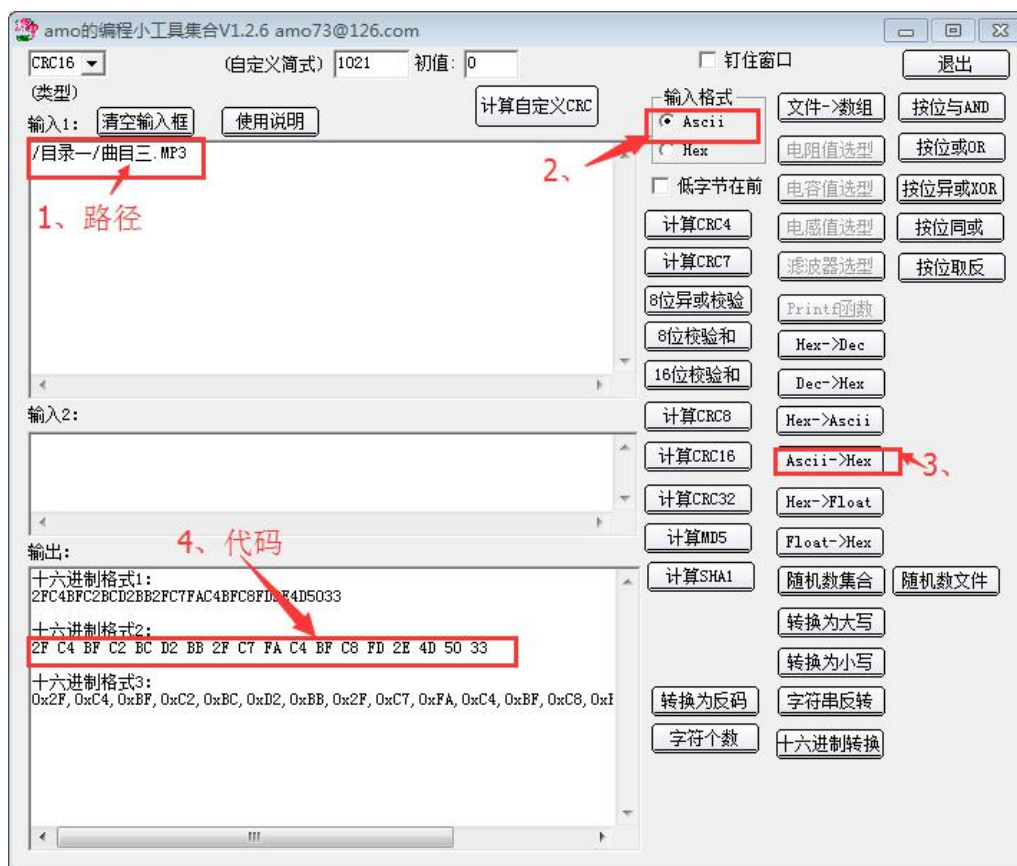 amo的编程小工具集合V1.2.6 amo73@126.com
CRC16 (自定义简式) 1021 初值: 0 钉住窗口 退出
(类型)
计算自定义CRC
输入1: 清空输入框 使用说明
输入格式
Ascii
Hex
低字节在前
/目录一/曲目三.MP3
1、路径
2、
计算CRC4
计算CRC7
8位异或校验
8位校验和
16位校验和
计算CRC8
计算CRC16
计算CRC32
计算MD5
计算SHA1
转换为反码
字符个数
文件->数组
电阻值选型
电容值选型
电感值选型
滤波器选型
Printf函数
Hex->Dec
Dec->Hex
Hex->Ascii
Ascii->Hex
3、
Hex->Float
Float->Hex
随机数集合
随机数文件
转换为大写
转换为小写
字符串反转
十六进制转换
按位与AND
按位或OR
按位异或XOR
按位同或
按位取反
输入2:
4、代码
输出:
十六进制格式1:
2FC4BFC2BCD2BB2FC7FAC4BFC8FD2E4D5033
十六进制格式2:
2F C4 BF C2 BC D2 BB 2F C7 FA C4 BF C8 FD 2E 4D 50 33
十六进制格式3:
0x2F,0xC4,0xBF,0xC2,0xBC,0xD2,0xBB,0x2F,0xC7,0xFA,0xC4,0xBF,0xC8,